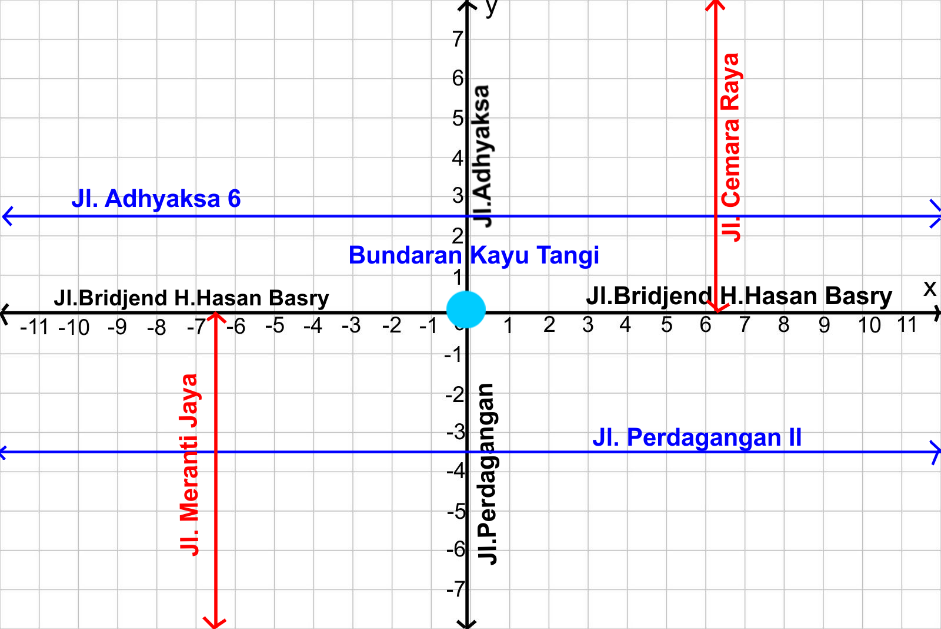 y
7
6
5
4
3
2
1
Jl.Adhyaksa
Jl. Cemara Raya
Jl. Adhyaksa 6
Bundaran Kayu Tangi
Jl.Bridjend H.Hasan Basry
Jl.Bridjend H.Hasan Basry
x
-11 -10 -9 -8 -7 -6 -5 -4 -3 -2 -1 1 2 3 4 5 6 7 8 9 10 11
-1
-2
-3
-4
-5
-6
-7
Jl. Meranti Jaya
Jl.Perdagangan
Jl. Perdagangan II